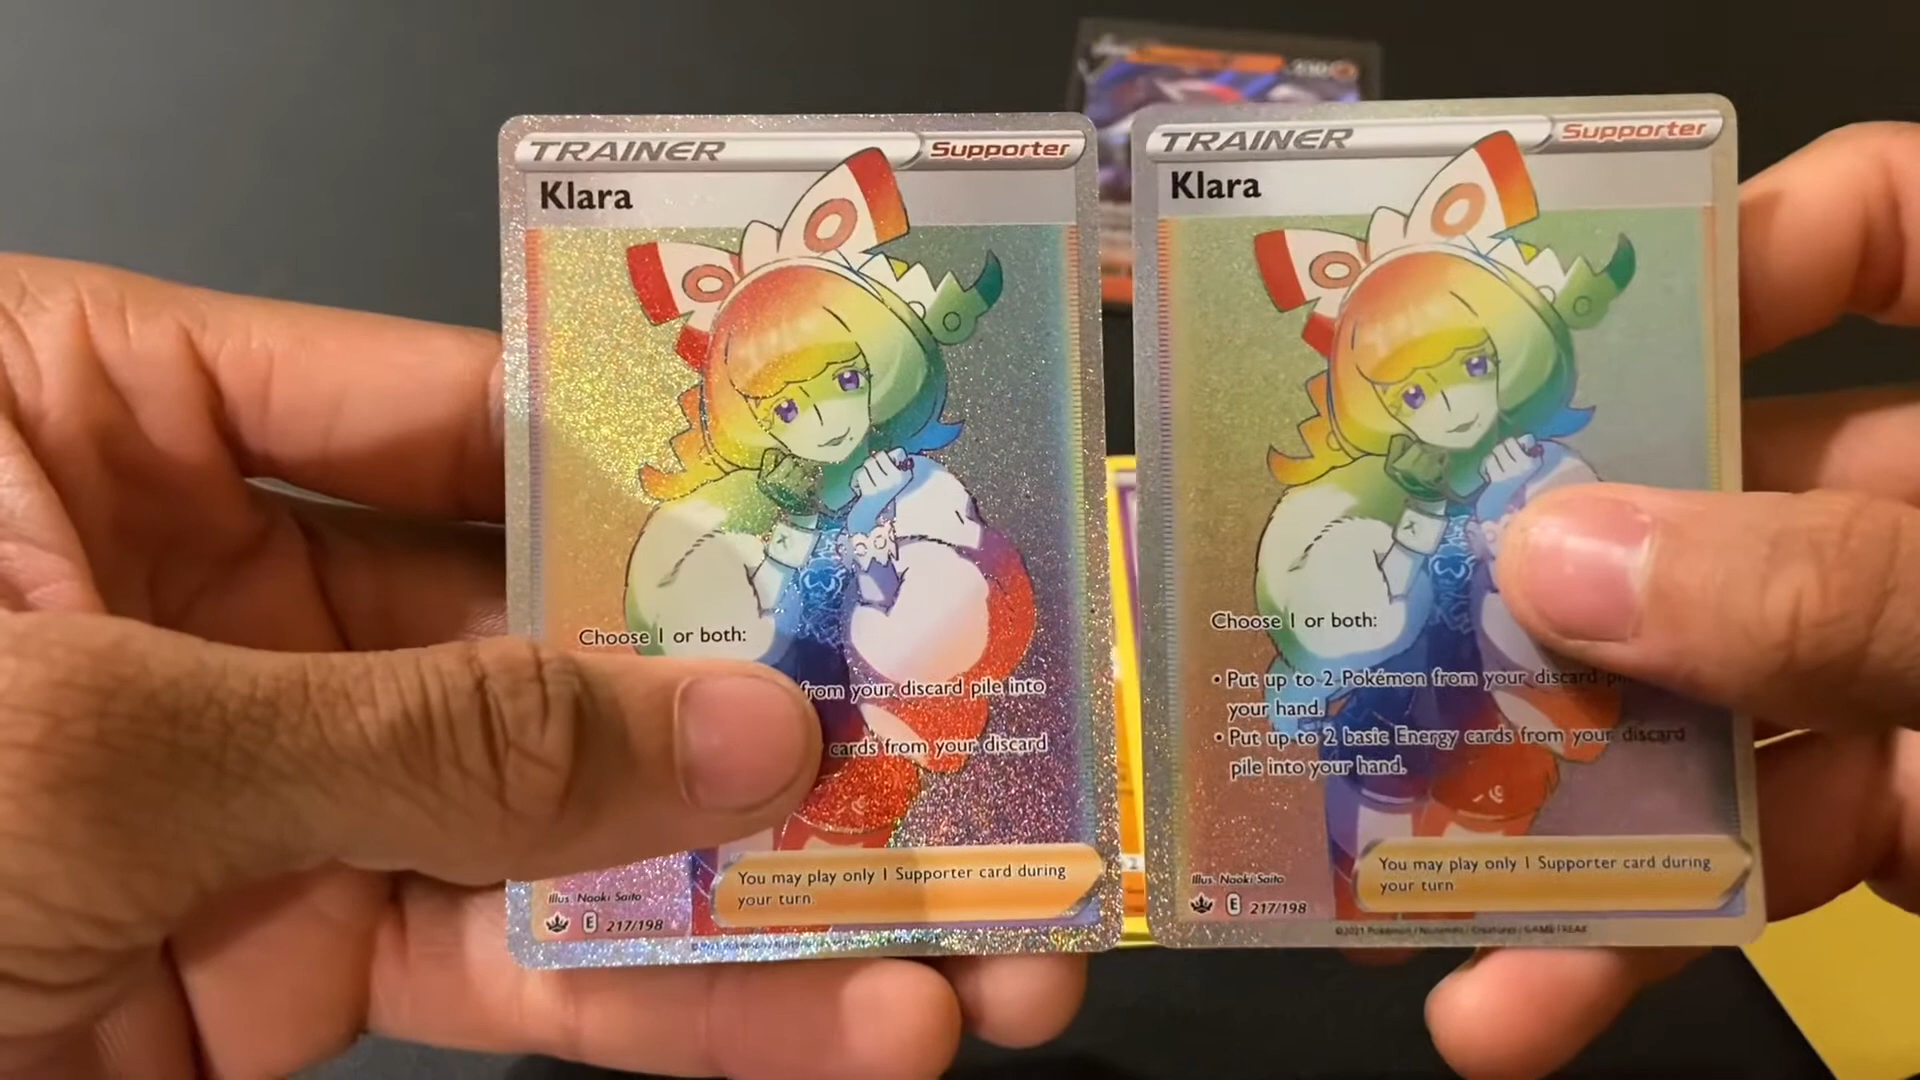 TRAINER Supporter
Klara
Choose 1 or both:
from your discard pile into
cards from your discard
You may play only 1 Supporter card during
your turn.
Illus. Naoki Saito
E 217/198
TRAINER Supporter
Klara
Choose 1 or both:
• Put up to 2 Pokémon from your discard
your hand.
• Put up to 2 basic Energy cards from your discard
pile into your hand.
You may play only 1 Supporter card during
your turn
Illus. Naoki Saito
E 217/198
©2021 Pokémon / Nintendo / Creatures / GAME FREAK